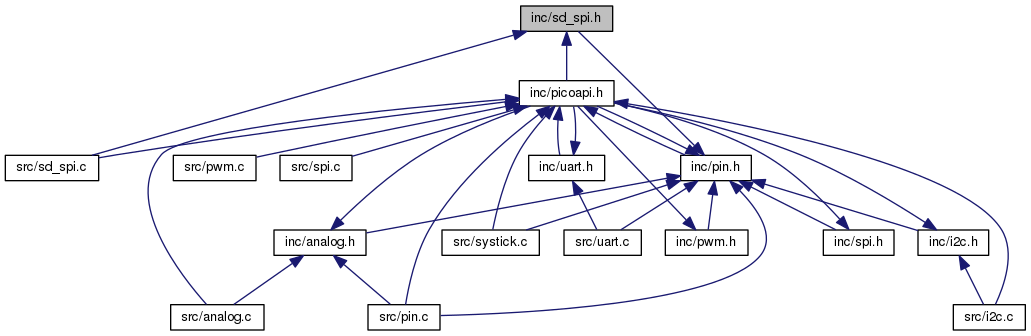 inc/sd_spi.h
inc/picoapi.h
src/sd_spi.c
src/pwm.c
src/spi.c
inc/uart.h
inc/pin.h
inc/analog.h
src/systick.c
src/uart.c
inc/pwm.h
inc/spi.h
inc/i2c.h
src/analog.c
src/pin.c
src/i2c.c